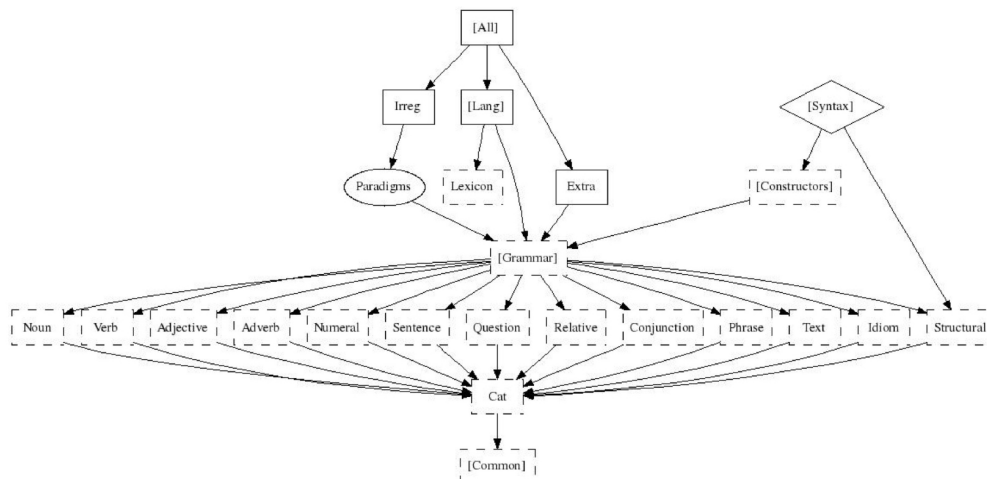 [All]
Irreg [Lang] [Syntax]
Paradigms Lexicon Extra [Constructors]
[Grammar]
Noun Verb Adjective Adverb Numeral Sentence Question Relative Conjunction Phrase Text Idiom Structural
Cat
[Common]